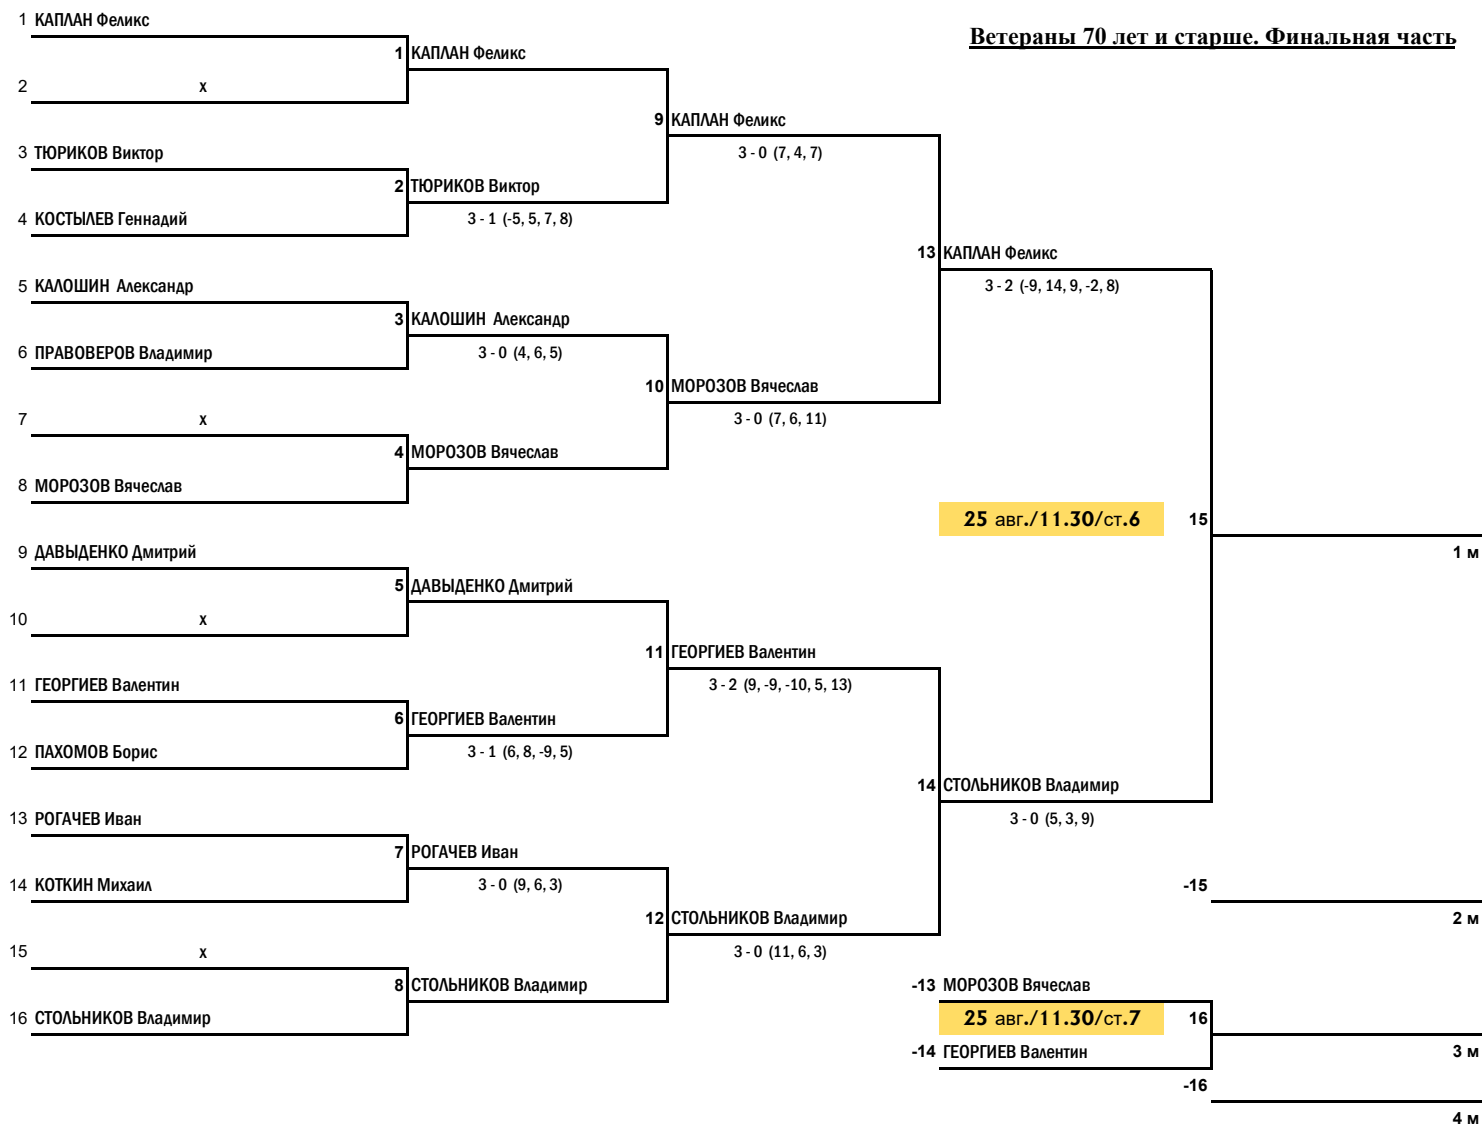 1 КАПЛАН Феликс
Ветераны 70 лет и старше. Финальная часть
1 КАПЛАН Феликс
2 х
9 КАПЛАН Феликс
3 - 0 (7, 4, 7)
3 ТЮРИКОВ Виктор
2 ТЮРИКОВ Виктор
4 КОСТЫЛЕВ Геннадий
3 - 1 (-5, 5, 7, 8)
13 КАПЛАН Феликс
3 - 2 (-9, 14, 9, -2, 8)
5 КАЛОШИН Александр
3 КАЛОШИН Александр
6 ПРАВОВЕРОВ Владимир
3 - 0 (4, 6, 5)
10 МОРОЗОВ Вячеслав
3 - 0 (7, 6, 11)
7 х
4 МОРОЗОВ Вячеслав
8 МОРОЗОВ Вячеслав
25 авг./11.30/ст.6
15
1 м
9 ДАВЫДЕНКО Дмитрий
5 ДАВЫДЕНКО Дмитрий
10 х
11 ГЕОРГИЕВ Валентин
3 - 2 (9, -9, -10, 5, 13)
11 ГЕОРГИЕВ Валентин
6 ГЕОРГИЕВ Валентин
12 ПАХОМОВ Борис
3 - 1 (6, 8, -9, 5)
14 СТОЛЬНИКОВ Владимир
3 - 0 (5, 3, 9)
13 РОГАЧЕВ Иван
7 РОГАЧЕВ Иван
14 КОТКИН Михаил
3 - 0 (9, 6, 3)
-15
2 м
12 СТОЛЬНИКОВ Владимир
3 - 0 (11, 6, 3)
15 х
8 СТОЛЬНИКОВ Владимир
16 СТОЛЬНИКОВ Владимир
-13 МОРОЗОВ Вячеслав
25 авг./11.30/ст.7
16
-14 ГЕОРГИЕВ Валентин
3 м
-16
4 м